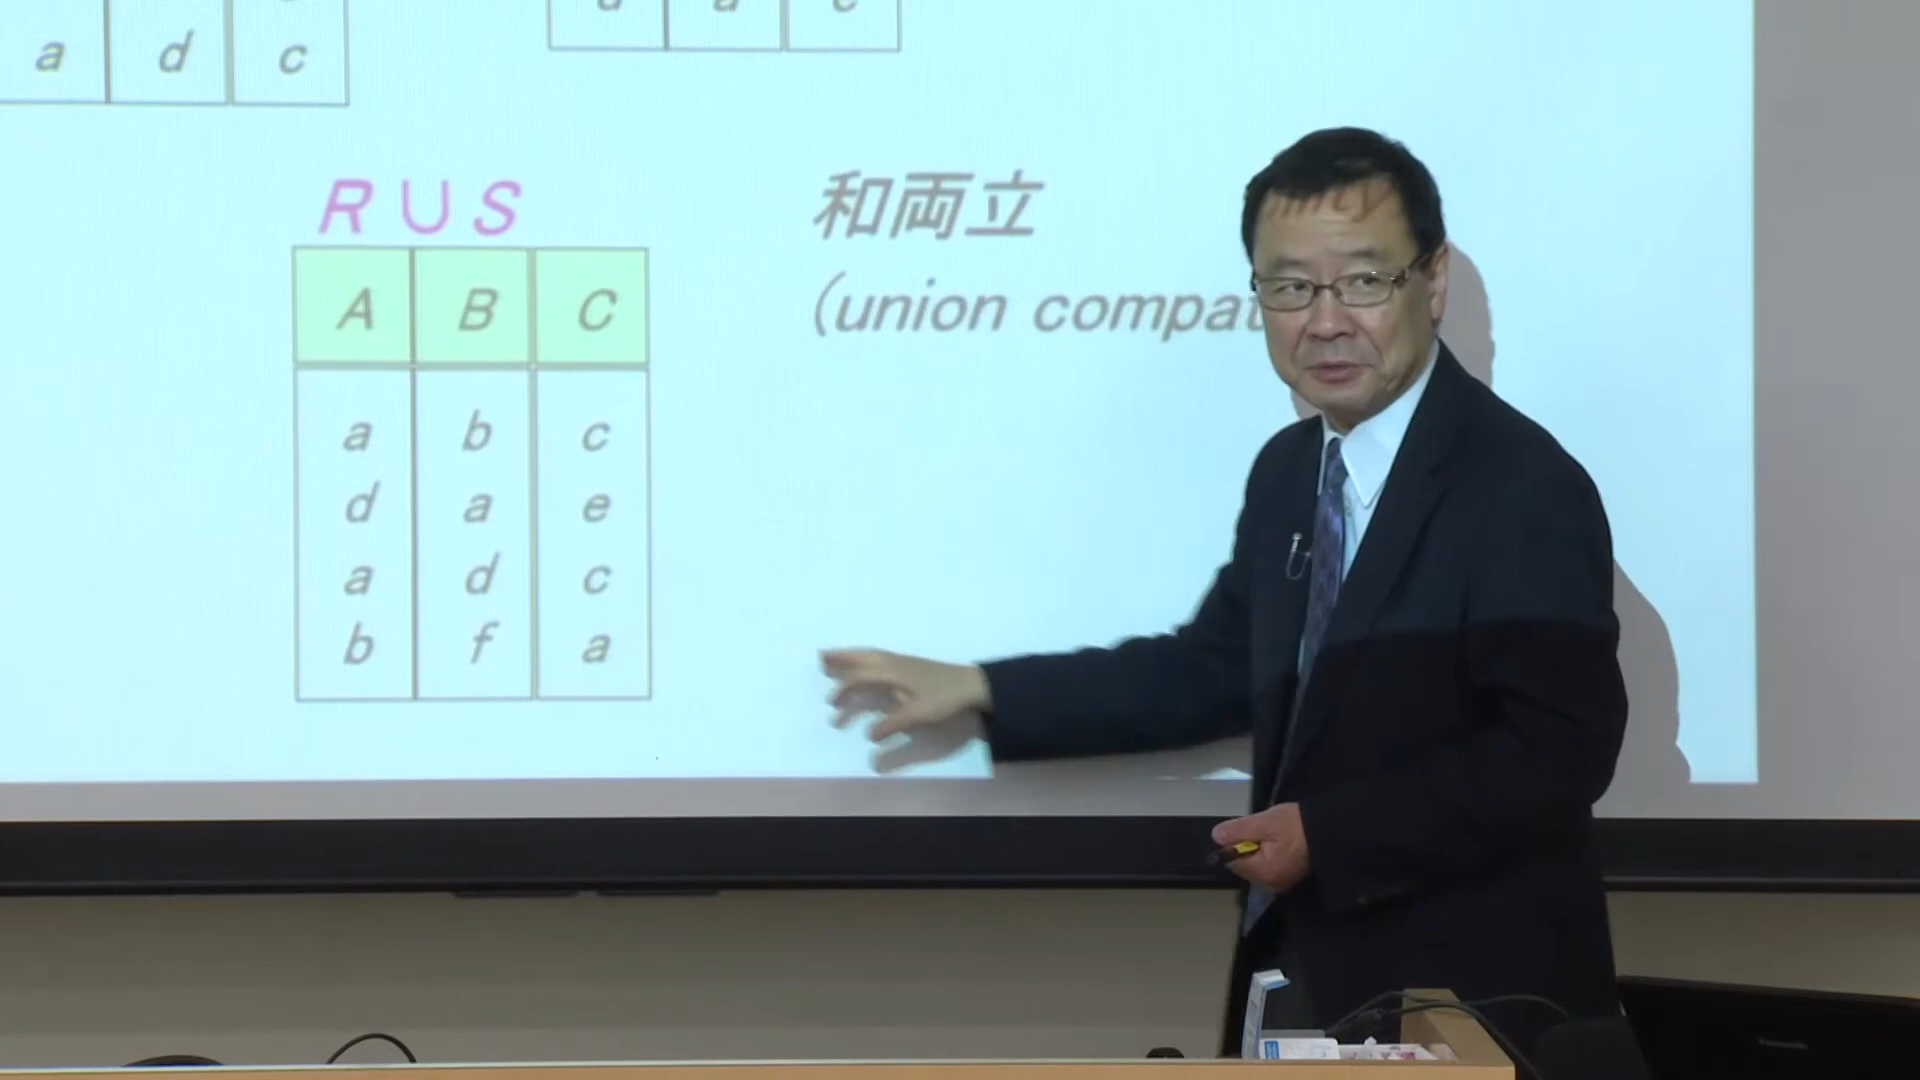 d a e
a d c
R ∪ S
和両立
(union compat
A B C
a b c
d a e
a d c
b f a